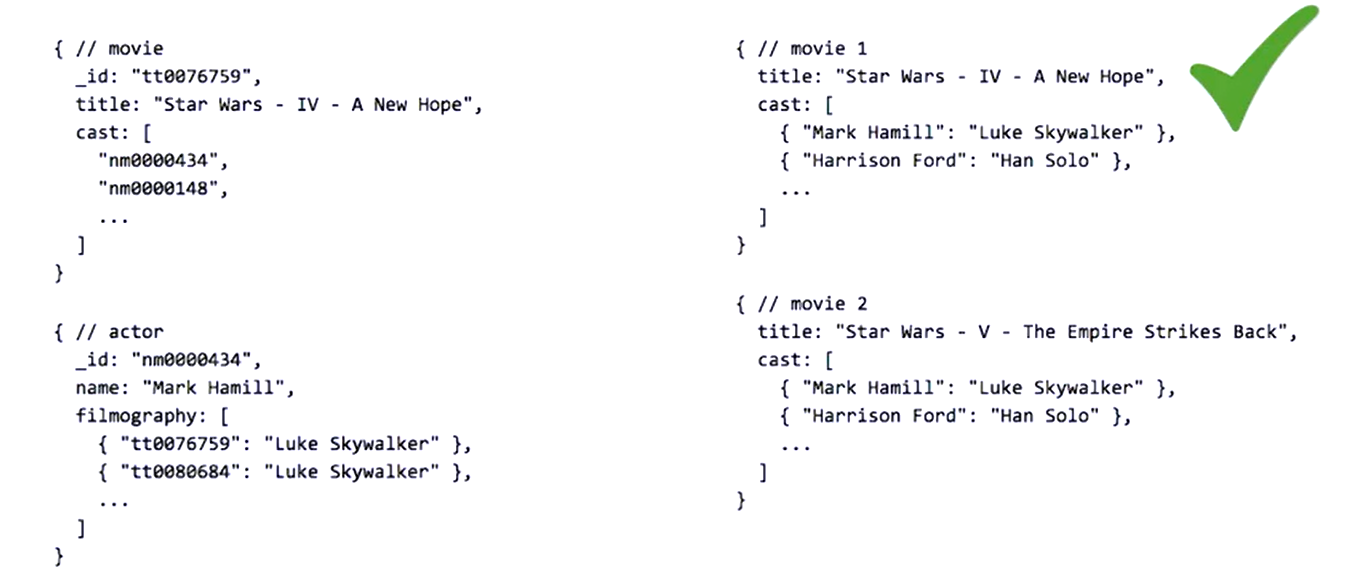 { // movie
  _id: "tt0076759",
  title: "Star Wars - IV - A New Hope",
  cast: [
    "nm0000434",
    "nm0000148",
    ...
  ]
}
{ // actor
  _id: "nm0000434",
  name: "Mark Hamill",
  filmography: [
    { "tt0076759": "Luke Skywalker" },
    { "tt0080684": "Luke Skywalker" },
    ...
  ]
}
{ // movie 1
  title: "Star Wars - IV - A New Hope",
  cast: [
    { "Mark Hamill": "Luke Skywalker" },
    { "Harrison Ford": "Han Solo" },
    ...
  ]
}
{ // movie 2
  title: "Star Wars - V - The Empire Strikes Back",
  cast: [
    { "Mark Hamill": "Luke Skywalker" },
    { "Harrison Ford": "Han Solo" },
    ...
  ]
}